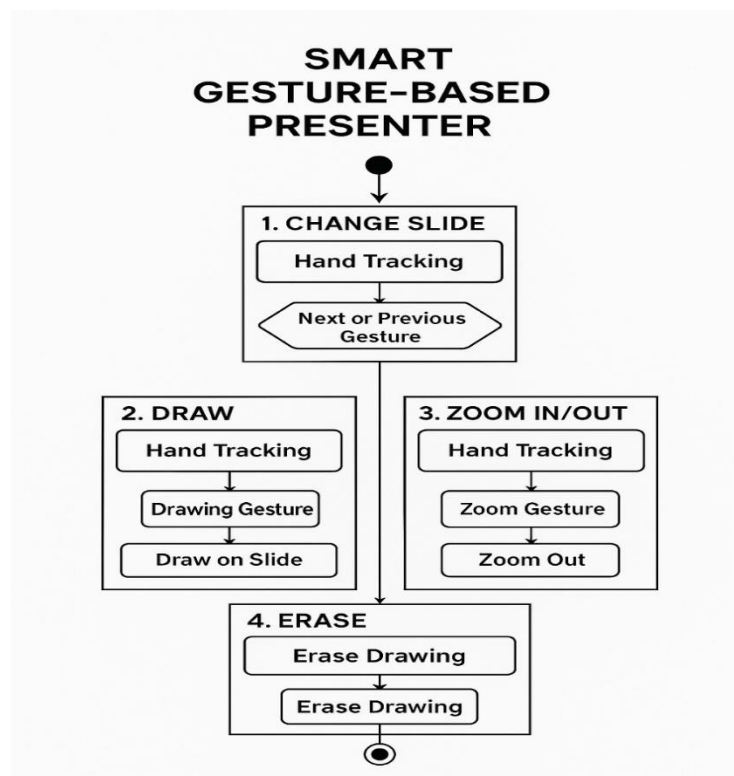 SMART
GESTURE-BASED
PRESENTER
1. CHANGE SLIDE
Hand Tracking
Next or Previous
Gesture
2. DRAW
Hand Tracking
Drawing Gesture
Draw on Slide
3. ZOOM IN/OUT
Hand Tracking
Zoom Gesture
Zoom Out
4. ERASE
Erase Drawing
Erase Drawing